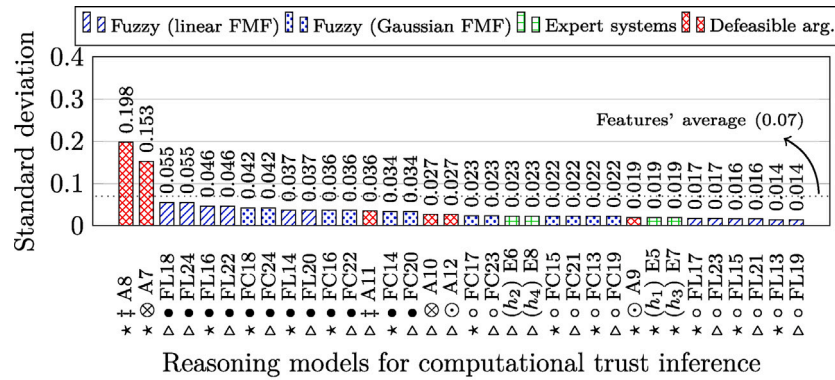 Fuzzy (linear FMF) Fuzzy (Gaussian FMF) Expert systems Defeasible arg.
Standard deviation
0.4
0.3
0.2
0.1
0
Features' average (0.07)
0.198 0.153 0.055 0.055 0.046 0.046 0.042 0.042 0.037 0.037 0.036 0.036 0.036 0.034 0.034 0.027 0.027 0.023 0.023 0.023 0.023 0.022 0.022 0.022 0.022 0.019 0.019 0.019 0.017 0.017 0.016 0.016 0.014 0.014
⋆ ‡ A8
⋆ ⊗ A7
⋆ ● FL18
▷ ● FL24
⋆ ● FL16
▷ ● FL22
⋆ ● FC18
▷ ● FC24
⋆ ● FL14
▷ ● FL20
⋆ ● FC16
▷ ● FC22
▷ ‡ A11
⋆ ● FC14
▷ ● FC20
▷ ⊗ A10
▷ ⊙ A12
⋆ ○ FC17
▷ ○ FC23
▷ (h₂) E6
▷ (h₄) E8
⋆ ○ FC15
▷ ○ FC21
⋆ ○ FC13
▷ ○ FC19
⋆ ⊙ A9
⋆ (h₁) E5
⋆ (h₃) E7
⋆ ○ FL17
▷ ○ FL23
⋆ ○ FL15
▷ ○ FL21
⋆ ○ FL13
▷ ○ FL19
Reasoning models for computational trust inference